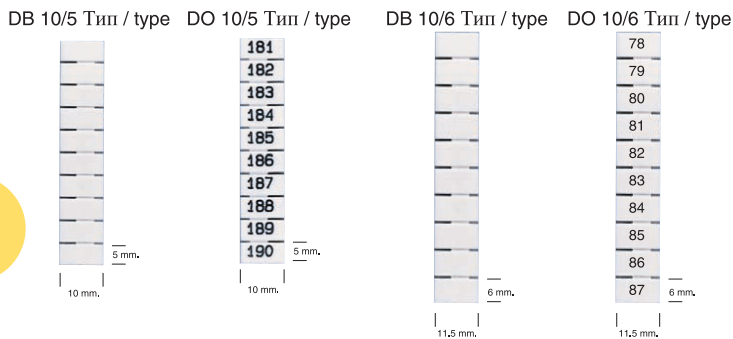 DB 10/5 Тип / type
DO 10/5 Тип / type
DB 10/6 Тип / type
DO 10/6 Тип / type
181
182
183
184
185
186
187
188
189
190
78
79
80
81
82
83
84
85
86
87
5 mm.
10 mm.
5 mm.
10 mm.
6 mm.
11.5 mm.
6 mm.
11.5 mm.